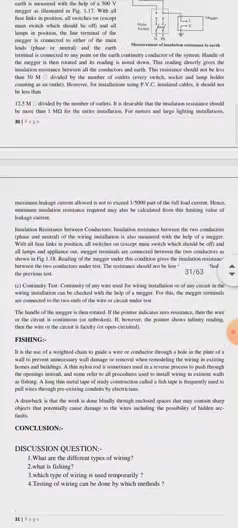 earth is measured with the help of a 500 V
megger as illustrated in Fig. 1.17. With all
fuse links in position, all switches on (except
main switch which should be off) and all
lamps in position, the line terminal of the
megger is connected to either of the main
leads (phase or neutral) and the earth
Megger
Main
Measurement of insulation resistance to earth
terminal is connected to any point on the earth continuity conductor of the system. Handle of
the megger is then rotated and its reading is noted down. This reading directly gives the
insulation resistance between all the conductors and earth. This resistance should not be less
than 50 M divided by the number of outlets (every switch, socket and lamp holder
counting as an outlet). However, for installations using P.V.C. insulated cables, it should not
be less than
12.5 M divided by the number of outlets. It is desirable that the insulation resistance should
be more than 1 MΩ for the entire installation. For motors and large lighting installations,
30 | P a g e
maximum leakage current allowed is not to exceed 1/5000 part of the full load current. Hence,
minimum insulation resistance required may also be calculated from this limiting value of
leakage current.
Insulation Resistance between Conductors: Insulation resistance between the two conductors
(phase and neutral) of the wiring installation is also measured with the help of a megger.
With all fuse links in position, all switches on (except main switch which should be off) and
all lamps and appliance out, megger terminals are connected between the two conductors as
shown in Fig 1.18. Reading of the megger under this condition gives the insulation resistance
between the two conductors under test. The resistance should not be less
the previous test.
31/63
(c) Continuity Test: Continuity of any wire used for wiring installation or of any circuit in the
wiring installation can be checked with the help of a megger. For this, the megger terminals
are connected to the two ends of the wire or circuit under test
The handle of the megger is then rotated. If the pointer indicates zero resistance, then the wire
or the circuit is continuous (or unbroken). If, however, the pointer shows infinity reading,
then the wire or the circuit is faculty (or open-circuited).
FISHING:-
It is the use of a weighted chain to guide a wire or conductor through a hole in the plate of a
wall to prevent unnecessary wall damage or removal when remodeling the wiring in existing
homes and buildings. A thin nylon rod is sometimes used in a reverse process to push through
the openings instead, and some refer to all procedures used to install wiring in existent walls
as fishing. A long thin metal tape of study construction called a fish tape is frequently used to
pull wires through pre-existing conduits by electricians.
A drawback is that the work is done blindly through enclosed spaces that may contain sharp
objects that potentially cause damage to the wires including the possibility of hidden arc-
faults.
CONCLUSION:-
DISCUSSION QUESTION:-
1.What are the different types of wiring?
2.what is fishing?
3.which type of wiring is used temporarily ?
4.Testing of wiring can be done by which methods ?
31 | P a g e